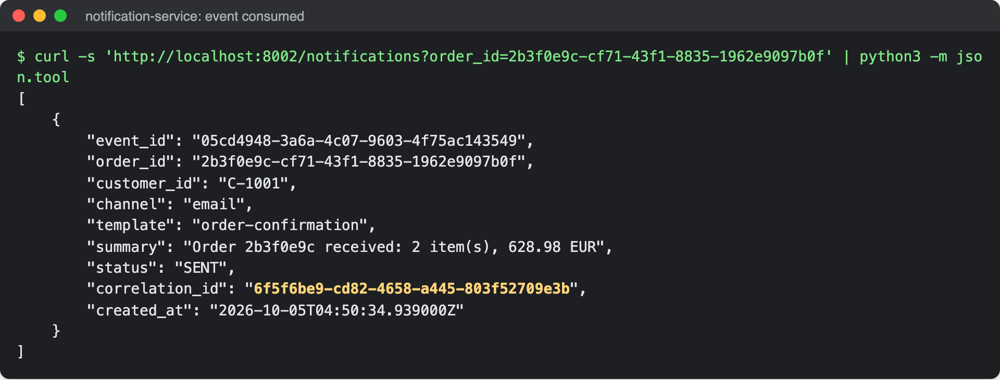 notification-service: event consumed
$ curl -s 'http://localhost:8002/notifications?order_id=2b3f0e9c-cf71-43f1-8835-1962e9097b0f' | python3 -m jso
n.tool
[
    {
        "event_id": "05cd4948-3a6a-4c07-9603-4f75ac143549",
        "order_id": "2b3f0e9c-cf71-43f1-8835-1962e9097b0f",
        "customer_id": "C-1001",
        "channel": "email",
        "template": "order-confirmation",
        "summary": "Order 2b3f0e9c received: 2 item(s), 628.98 EUR",
        "status": "SENT",
        "correlation_id": "6f5f6be9-cd82-4658-a445-803f52709e3b",
        "created_at": "2026-10-05T04:50:34.939000Z"
    }
]